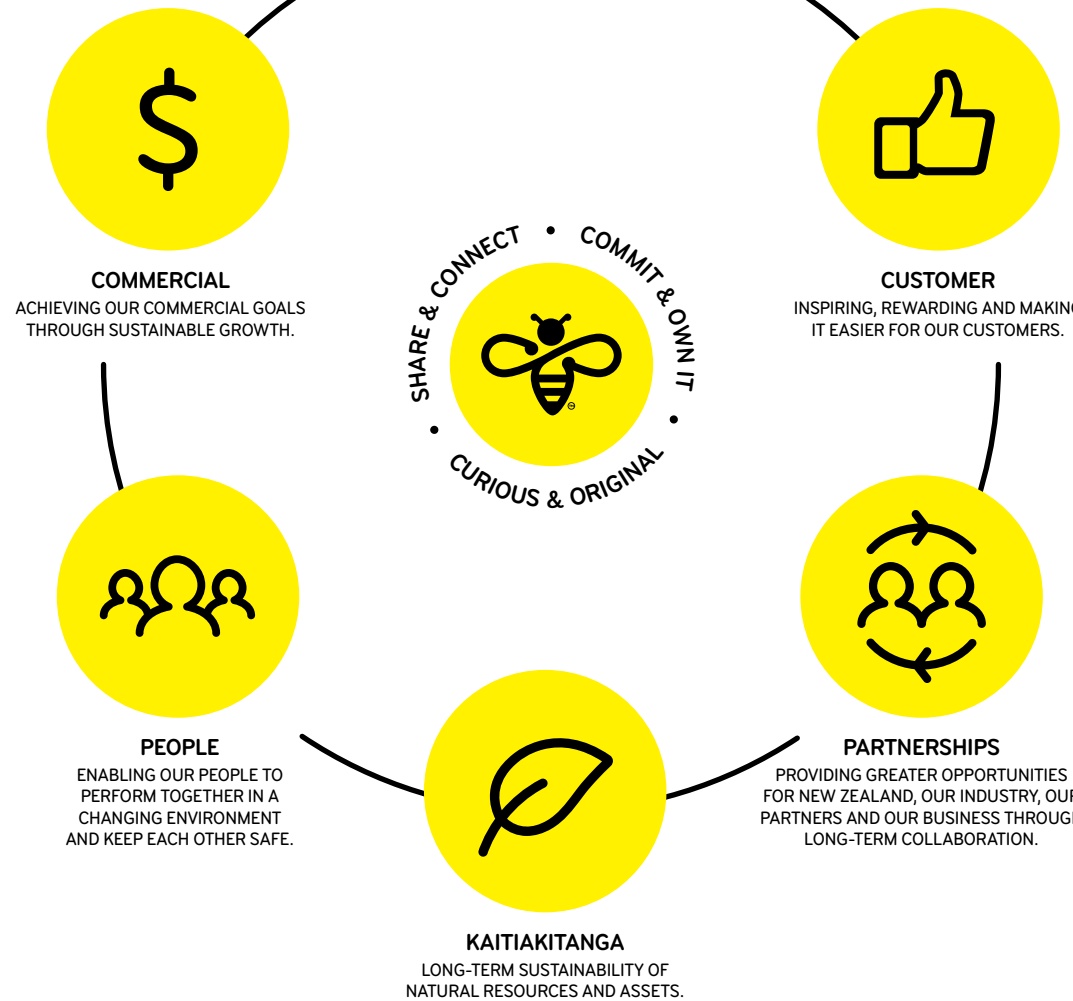 COMMERCIAL
ACHIEVING OUR COMMERCIAL GOALS
THROUGH SUSTAINABLE GROWTH.
CUSTOMER
INSPIRING, REWARDING AND MAKING
IT EASIER FOR OUR CUSTOMERS.
SHARE & CONNECT • COMMIT & OWN IT • CURIOUS & ORIGINAL •
PEOPLE
ENABLING OUR PEOPLE TO
PERFORM TOGETHER IN A
CHANGING ENVIRONMENT
AND KEEP EACH OTHER SAFE.
PARTNERSHIPS
PROVIDING GREATER OPPORTUNITIES
FOR NEW ZEALAND, OUR INDUSTRY, OUR
PARTNERS AND OUR BUSINESS THROUGH
LONG-TERM COLLABORATION.
KAITIAKITANGA
LONG-TERM SUSTAINABILITY OF
NATURAL RESOURCES AND ASSETS.